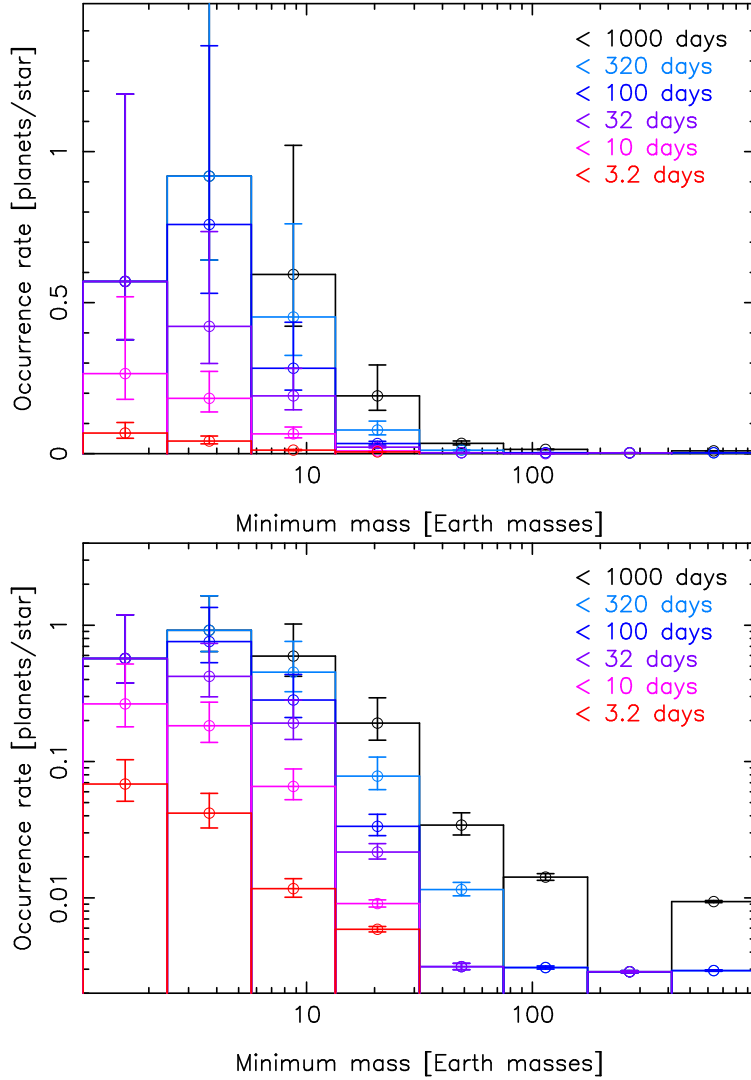 Occurrence rate [planets/star]
1
0.5
0
< 1000 days
< 320 days
< 100 days
< 32 days
< 10 days
< 3.2 days
10
100
Minimum mass [Earth masses]
Occurrence rate [planets/star]
1
0.1
0.01
< 1000 days
< 320 days
< 100 days
< 32 days
< 10 days
< 3.2 days
10
100
Minimum mass [Earth masses]